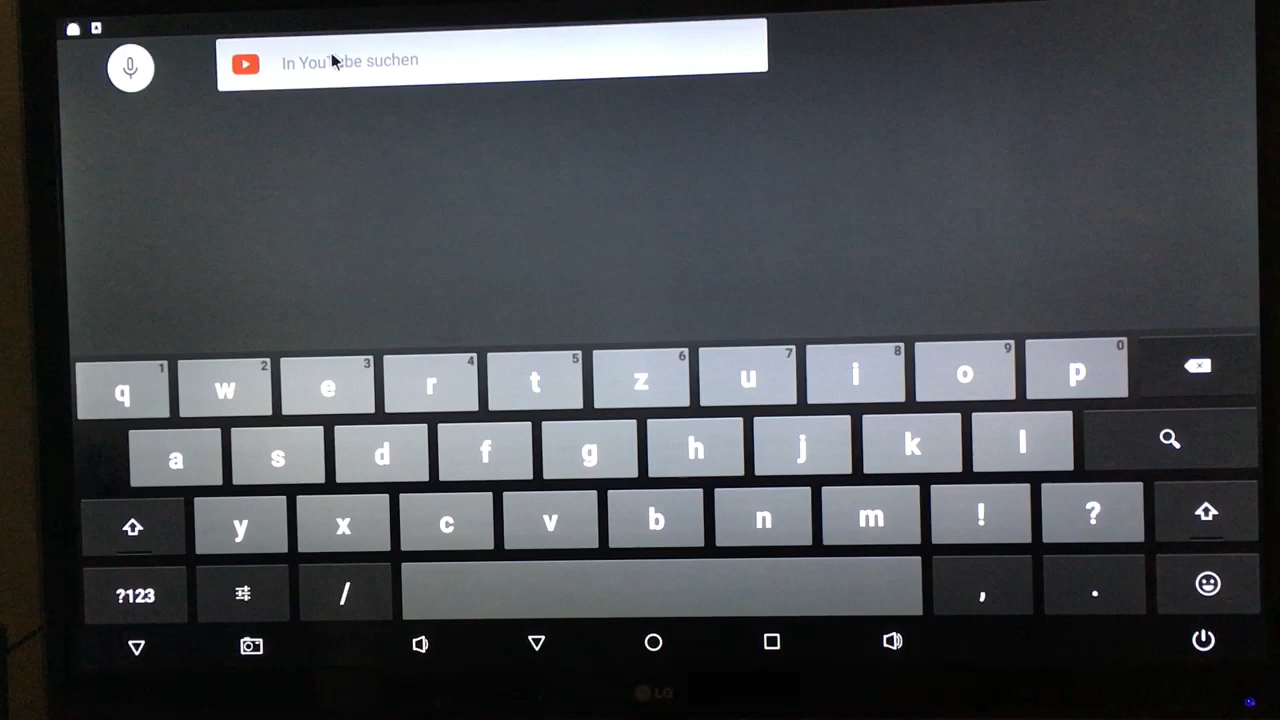 In YouTube suchen
q 1 w 2 e 3 r 4 t 5 z 6 u 7 i 8 o 9 p 0
a s d f g h j k l
y x c v b n m ! ?
?123 / , .
LG